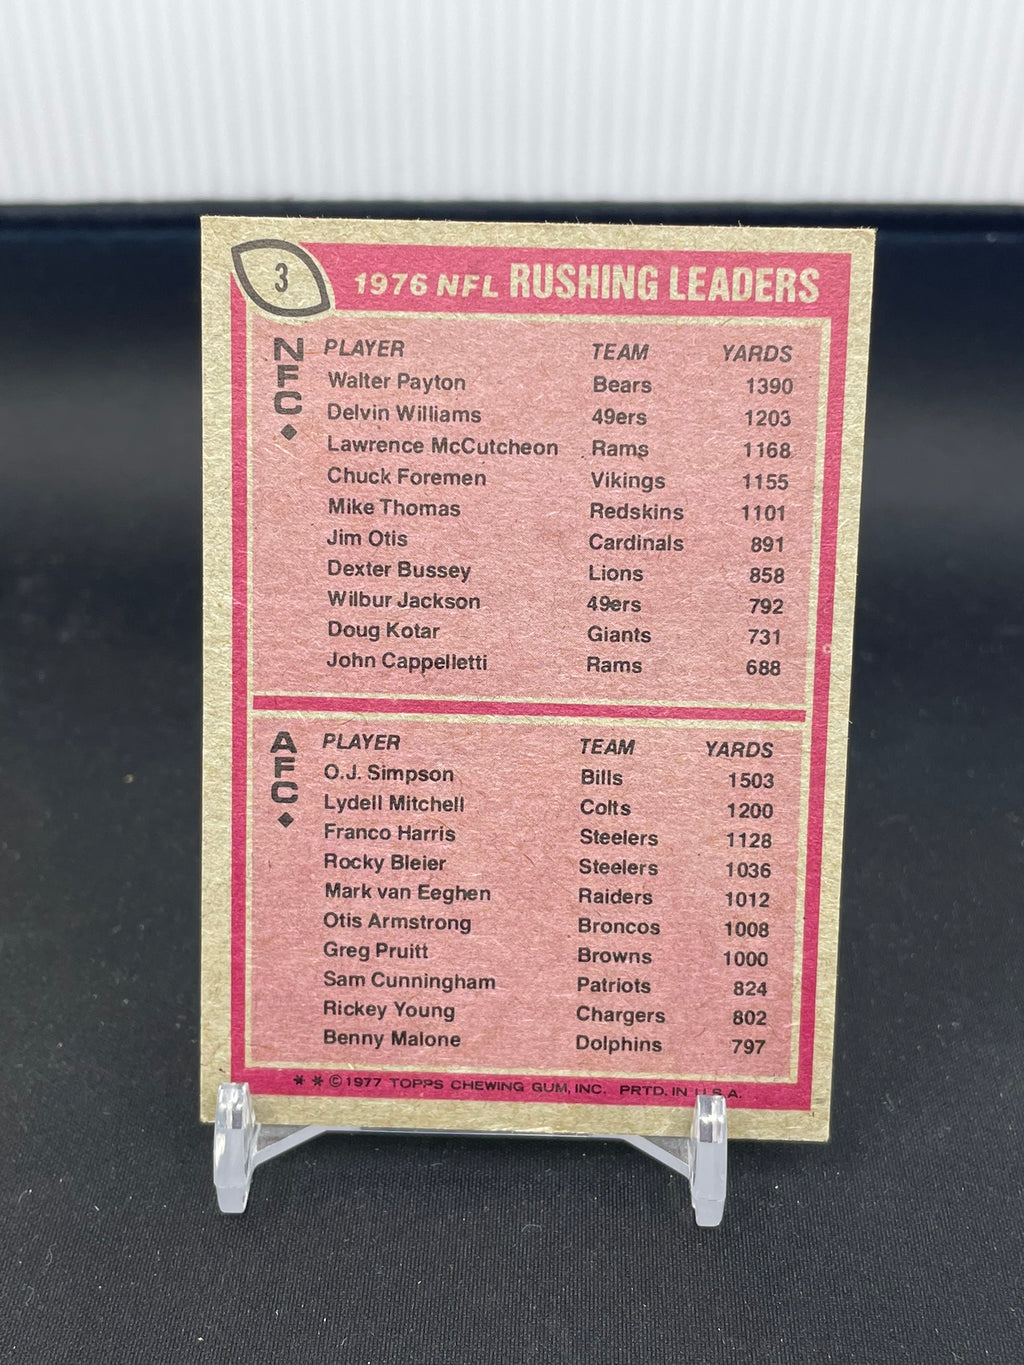 3
1976 NFL RUSHING LEADERS
NFC
PLAYER TEAM YARDS
Walter Payton Bears 1390
Delvin Williams 49ers 1203
Lawrence McCutcheon Rams 1168
Chuck Foremen Vikings 1155
Mike Thomas Redskins 1101
Jim Otis Cardinals 891
Dexter Bussey Lions 858
Wilbur Jackson 49ers 792
Doug Kotar Giants 731
John Cappelletti Rams 688
AFC
PLAYER TEAM YARDS
O.J. Simpson Bills 1503
Lydell Mitchell Colts 1200
Franco Harris Steelers 1128
Rocky Bleier Steelers 1036
Mark van Eeghen Raiders 1012
Otis Armstrong Broncos 1008
Greg Pruitt Browns 1000
Sam Cunningham Patriots 824
Rickey Young Chargers 802
Benny Malone Dolphins 797
* * © 1977 TOPPS CHEWING GUM, INC. PRTD. IN U.S.A.